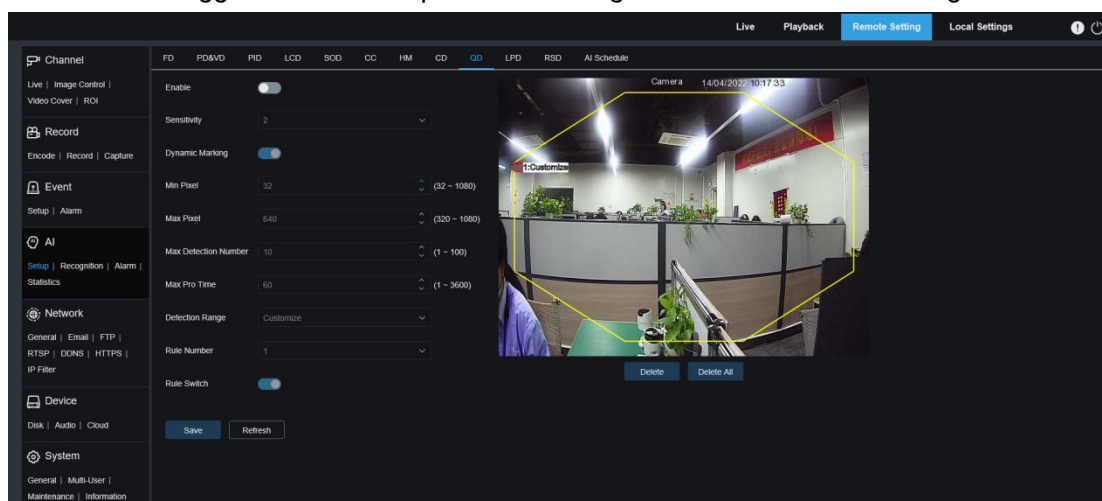 Live Playback Remote Setting Local Settings
Channel
Live | Image Control |
Video Cover | ROI
Record
Encode | Record | Capture
Event
Setup | Alarm
AI
Setup | Recognition | Alarm |
Statistics
Network
General | Email | FTP |
RTSP | DDNS | HTTPS |
IP Filter
Device
Disk | Audio | Cloud
System
General | Multi-User |
Maintenance | Information
FD PD&VD PID LCD SOD CC HM CD QD LPD RSD AI Schedule
Enable
Sensitivity 2
Dynamic Marking
Min Pixel 32 (32 ~ 1080)
Max Pixel 640 (320 ~ 1080)
Max Detection Number 10 (1 ~ 100)
Max Pro Time 60 (1 ~ 3600)
Detection Range Customize
Rule Number 1
Rule Switch
Save Refresh
Camera 14/04/2022 10:17:33
1:Customize
Delete Delete All